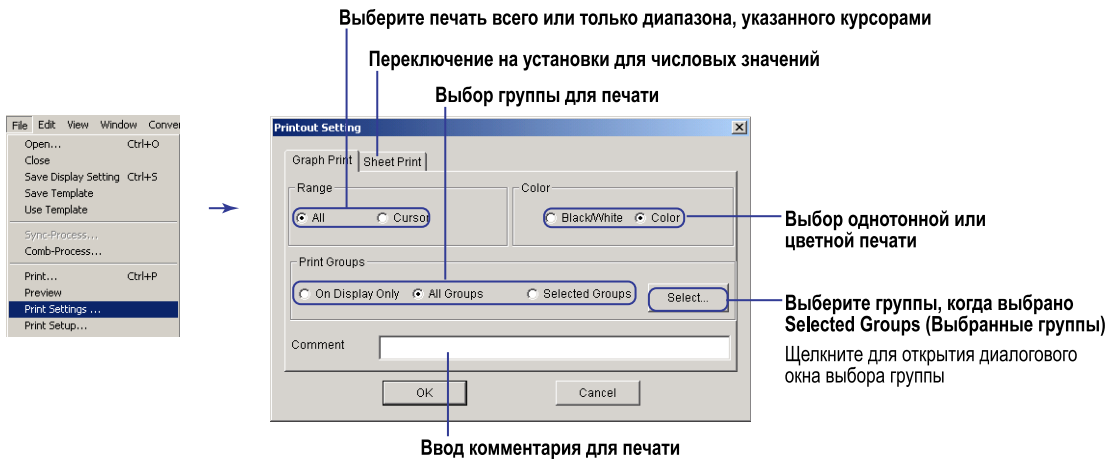 Выберите печать всего или только диапазона, указанного курсорами
Переключение на установки для числовых значений
Выбор группы для печати
File Edit View Window Conver
Open... Ctrl+O
Close
Save Display Setting Ctrl+S
Save Template
Use Template
Sync-Process...
Comb-Process...
Print... Ctrl+P
Preview
Print Settings ...
Print Setup...
Printout Setting
Graph Print Sheet Print
Range
All Cursor
Color
Black/White Color
Print Groups
On Display Only All Groups Selected Groups Select...
Comment
OK Cancel
Выбор однотонной или
цветной печати
Выберите группы, когда выбрано
Selected Groups (Выбранные группы)
Щелкните для открытия диалогового
окна выбора группы
Ввод комментария для печати